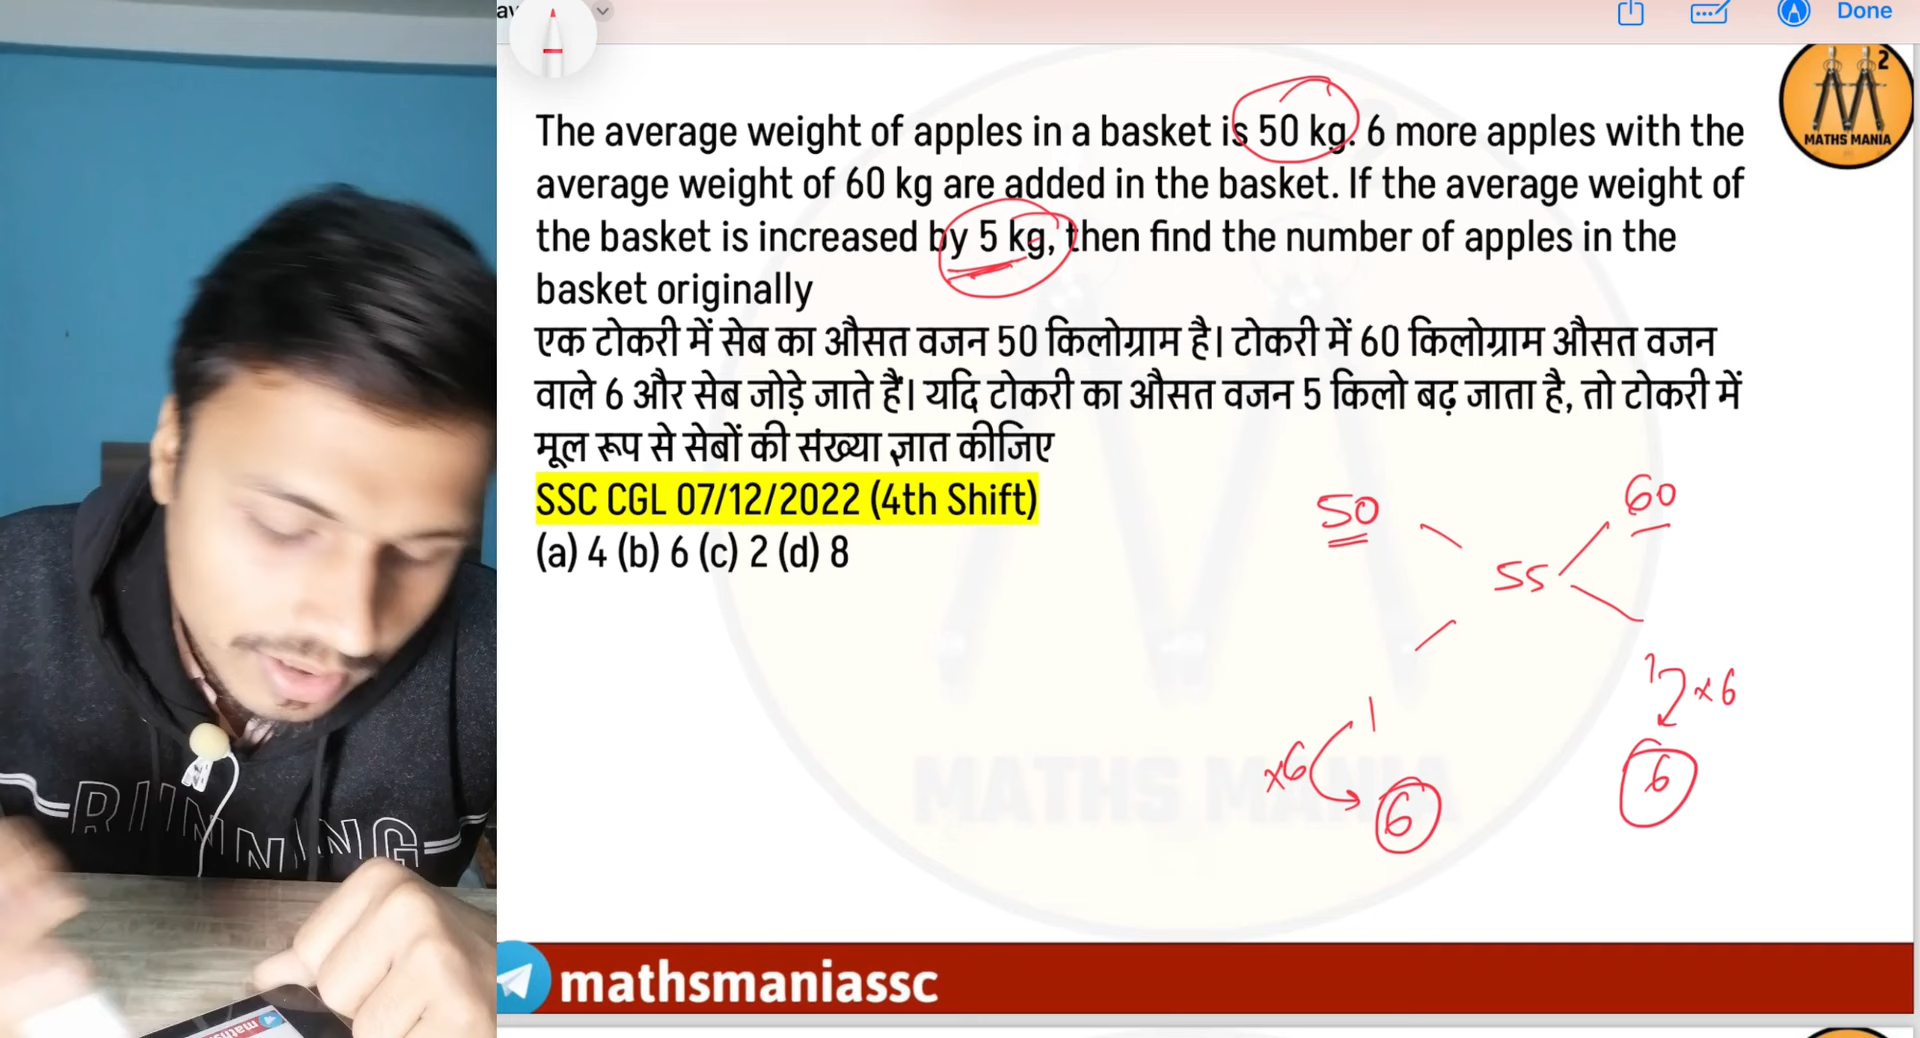 Done
2
MATHS MANIA
The average weight of apples in a basket is 50 kg. 6 more apples with the
average weight of 60 kg are added in the basket. If the average weight of
the basket is increased by 5 kg, then find the number of apples in the
basket originally
एक टोकरी में सेब का औसत वजन 50 किलोग्राम है। टोकरी में 60 किलोग्राम औसत वजन
वाले 6 और सेब जोड़े जाते हैं। यदि टोकरी का औसत वजन 5 किलो बढ़ जाता है, तो टोकरी में
मूल रूप से सेबों की संख्या ज्ञात कीजिए
SSC CGL 07/12/2022 (4th Shift)
(a) 4 (b) 6 (c) 2 (d) 8
50 60
55
1 1 ×6
×6 6 6
MATHS MANIA
RUNNING
mathsmaniassc